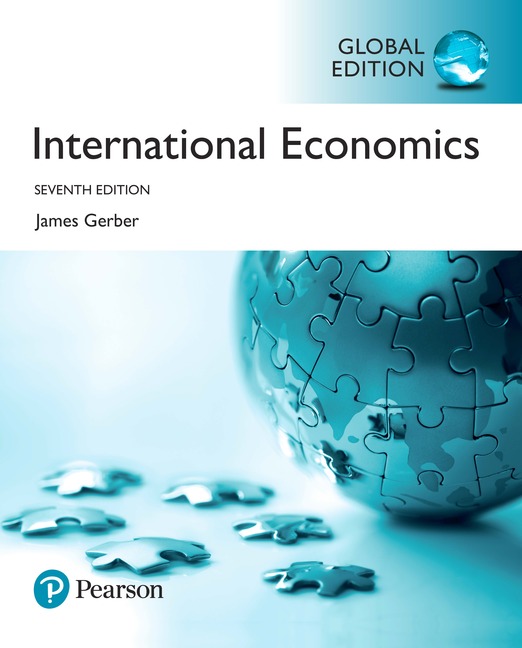 GLOBAL
EDITION
International Economics
SEVENTH EDITION
James Gerber
Pearson